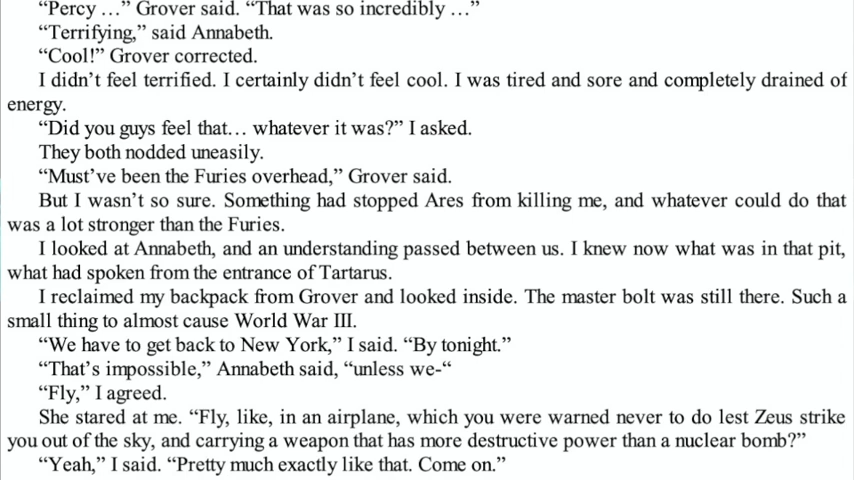 “Percy …” Grover said. “That was so incredibly …”
“Terrifying,” said Annabeth.
“Cool!” Grover corrected.
I didn’t feel terrified. I certainly didn’t feel cool. I was tired and sore and completely drained of
energy.
“Did you guys feel that… whatever it was?” I asked.
They both nodded uneasily.
“Must’ve been the Furies overhead,” Grover said.
But I wasn’t so sure. Something had stopped Ares from killing me, and whatever could do that
was a lot stronger than the Furies.
I looked at Annabeth, and an understanding passed between us. I knew now what was in that pit,
what had spoken from the entrance of Tartarus.
I reclaimed my backpack from Grover and looked inside. The master bolt was still there. Such a
small thing to almost cause World War III.
“We have to get back to New York,” I said. “By tonight.”
“That’s impossible,” Annabeth said, “unless we-“
“Fly,” I agreed.
She stared at me. “Fly, like, in an airplane, which you were warned never to do lest Zeus strike
you out of the sky, and carrying a weapon that has more destructive power than a nuclear bomb?”
“Yeah,” I said. “Pretty much exactly like that. Come on.”